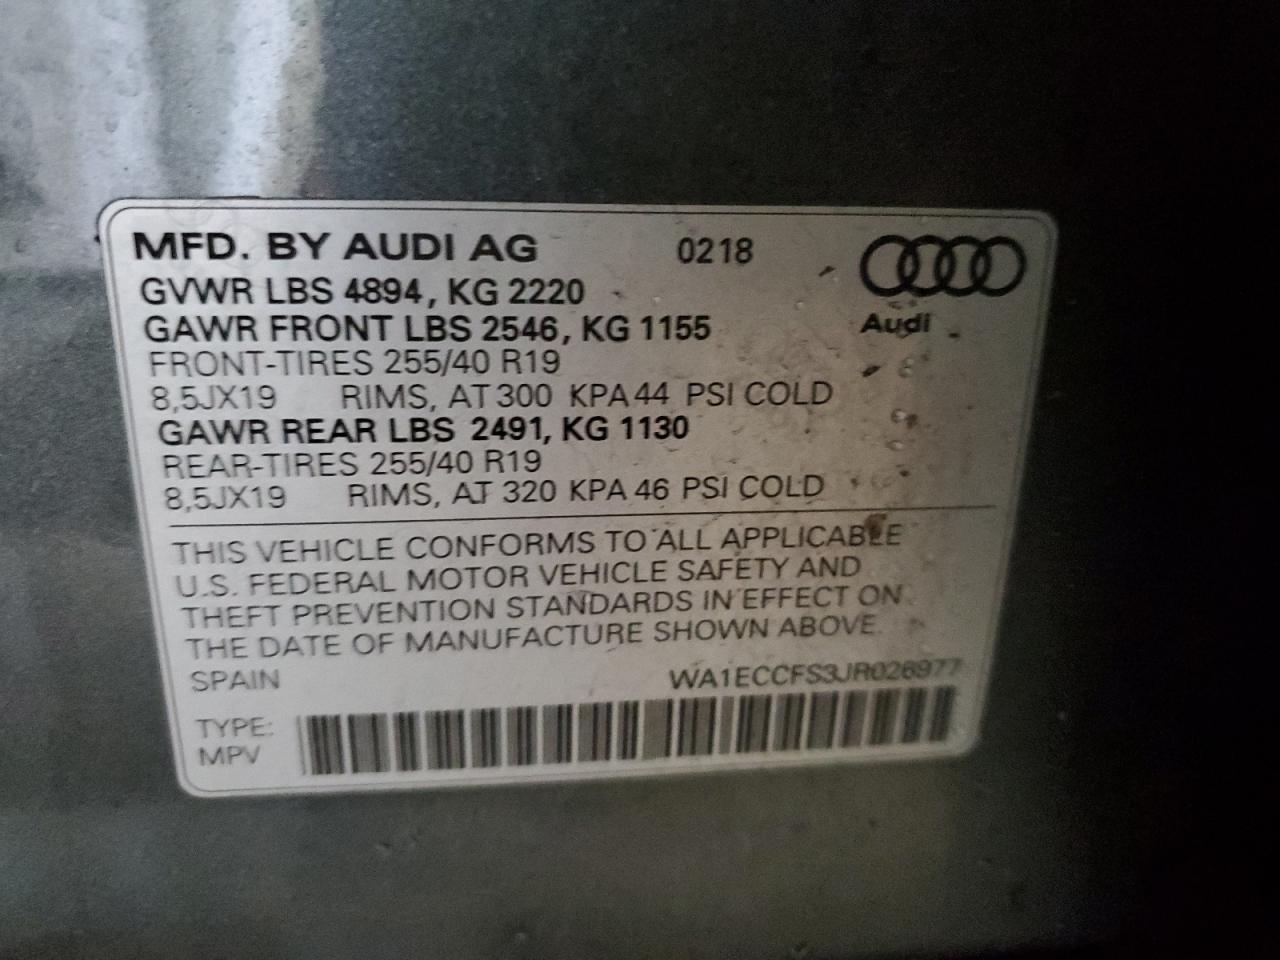 MFD. BY AUDI AG 0218
GVWR LBS 4894, KG 2220
GAWR FRONT LBS 2546, KG 1155
Audi
FRONT-TIRES 255/40 R19
8,5JX19 RIMS, AT 300 KPA 44 PSI COLD
GAWR REAR LBS 2491, KG 1130
REAR-TIRES 255/40 R19
8,5JX19 RIMS, AT 320 KPA 46 PSI COLD
THIS VEHICLE CONFORMS TO ALL APPLICABLE
U.S. FEDERAL MOTOR VEHICLE SAFETY AND
THEFT PREVENTION STANDARDS IN EFFECT ON
THE DATE OF MANUFACTURE SHOWN ABOVE.
SPAIN WA1ECCFS3JR026977
TYPE:
MPV